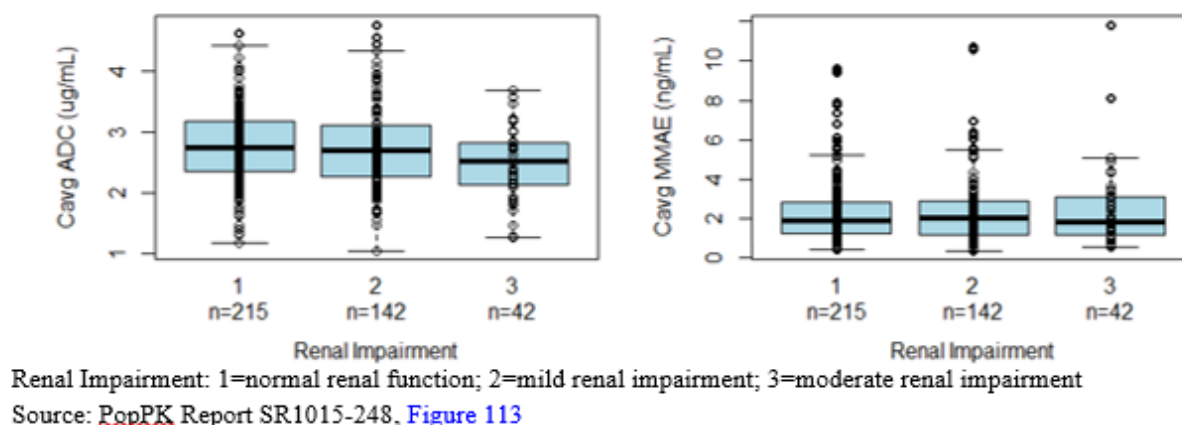 Cavg ADC (ug/mL)
4
3
2
1
1
2
3
n=215
n=142
n=42
Renal Impairment
Cavg MMAE (ng/mL)
10
8
6
4
2
0
1
2
3
n=215
n=142
n=42
Renal Impairment
Renal Impairment: 1=normal renal function; 2=mild renal impairment; 3=moderate renal impairment
Source: PopPK Report SR1015-248, Figure 113